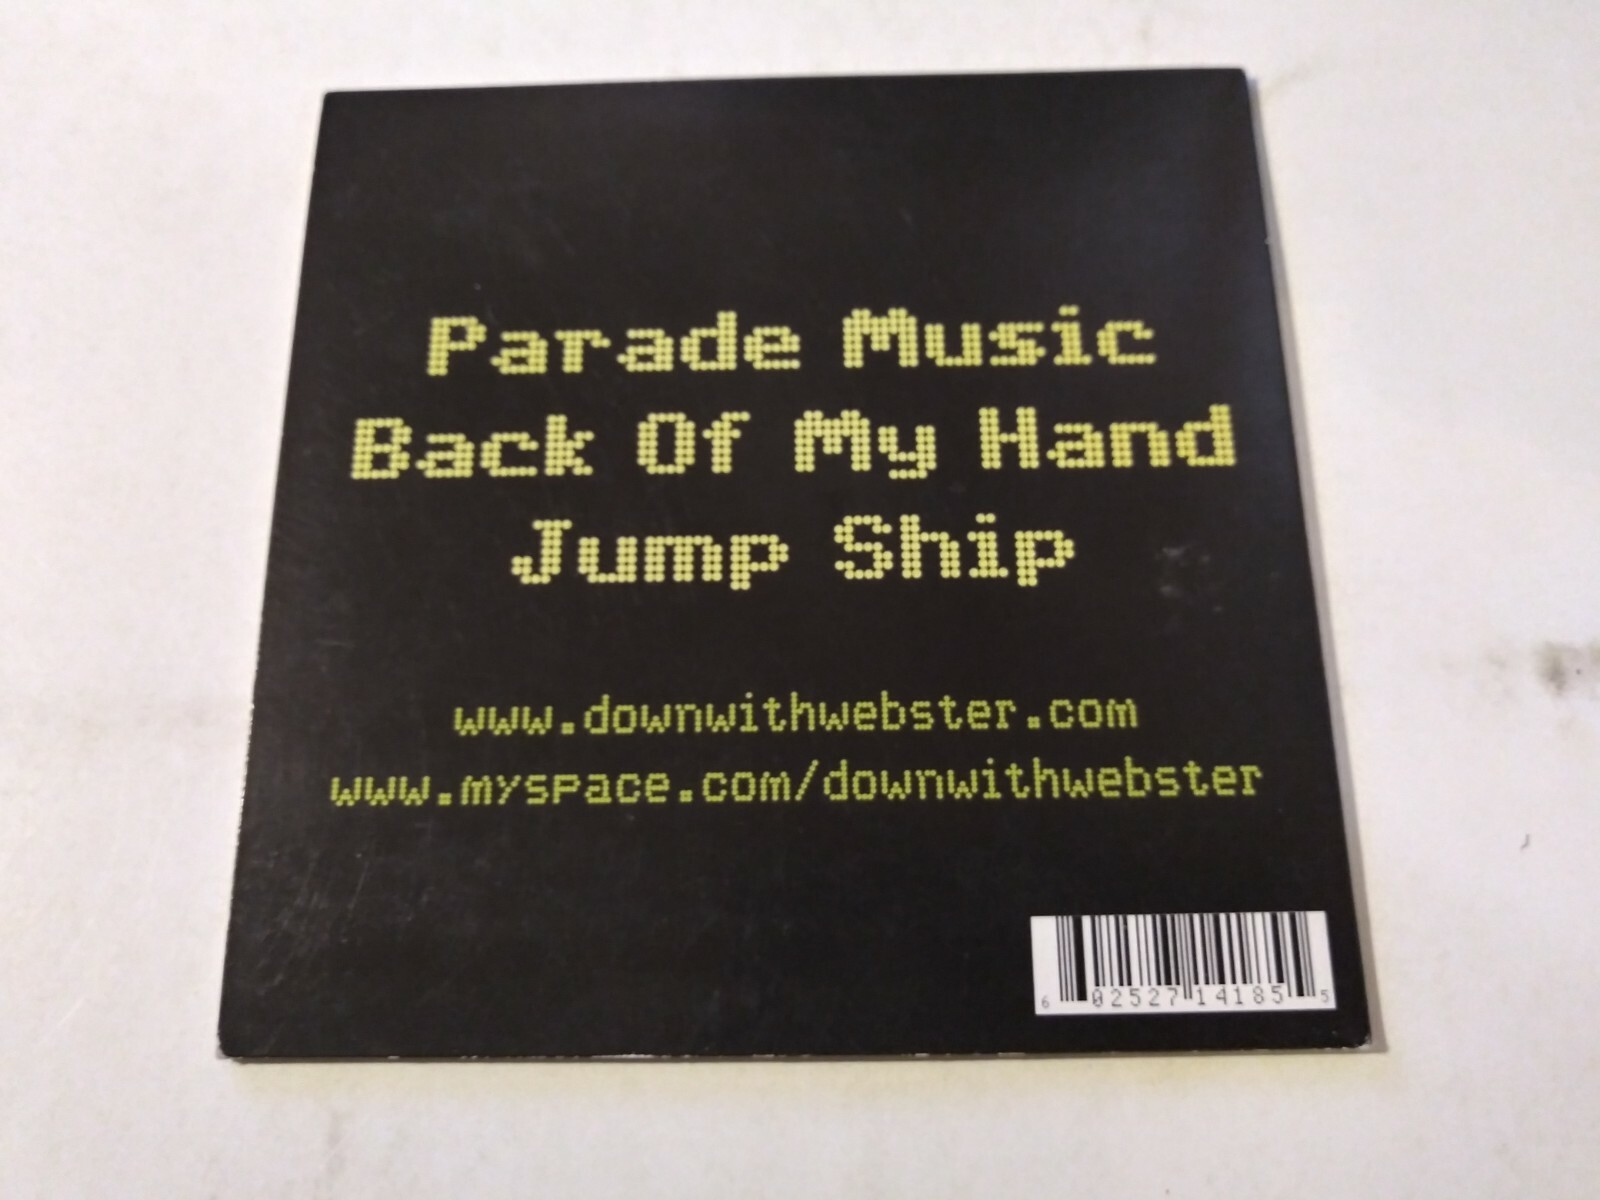 Parade Music
Back Of My Hand
Jump Ship
www.downwithwebster.com
www.myspace.com/downwithwebster
6 02527 14185 5